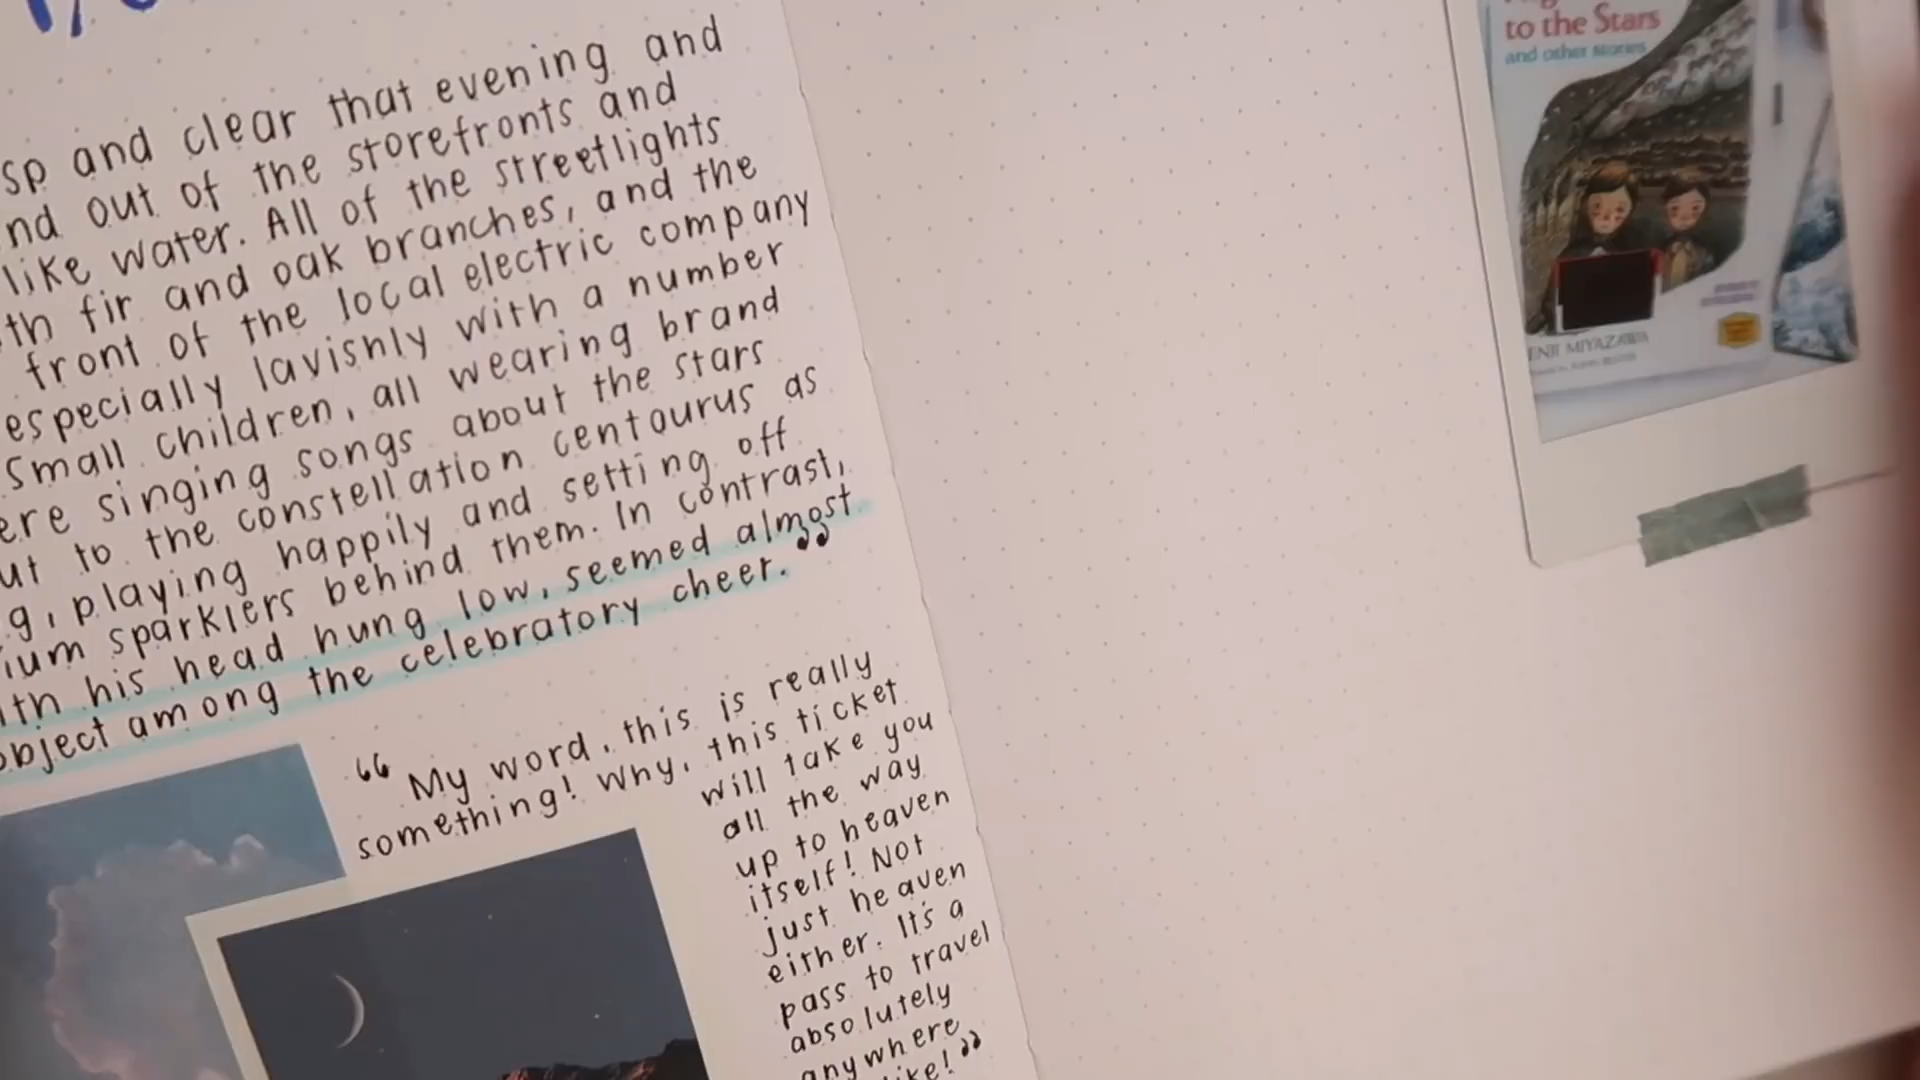 sp and clear that evening and
nd out of the storefronts and
like water. All of the streetlights
th fir and oak branches, and the
front of the local electric company
especially lavishly with a number
small children, all wearing brand
ere singing songs about the stars
ut to the constellation centaurus as
g, playing happily and setting off
ium sparklers behind them. In contrast,
ith his head hung low, seemed almost
object among the celebratory cheer.”
“ My word, this is really
something! Why, this ticket
will take you
all the way
up to heaven
itself! Not
just heaven
either. It's a
pass to travel
absolutely
anywhere
ike!”
to the Stars
and other stories
ENJI MIYAZAWA